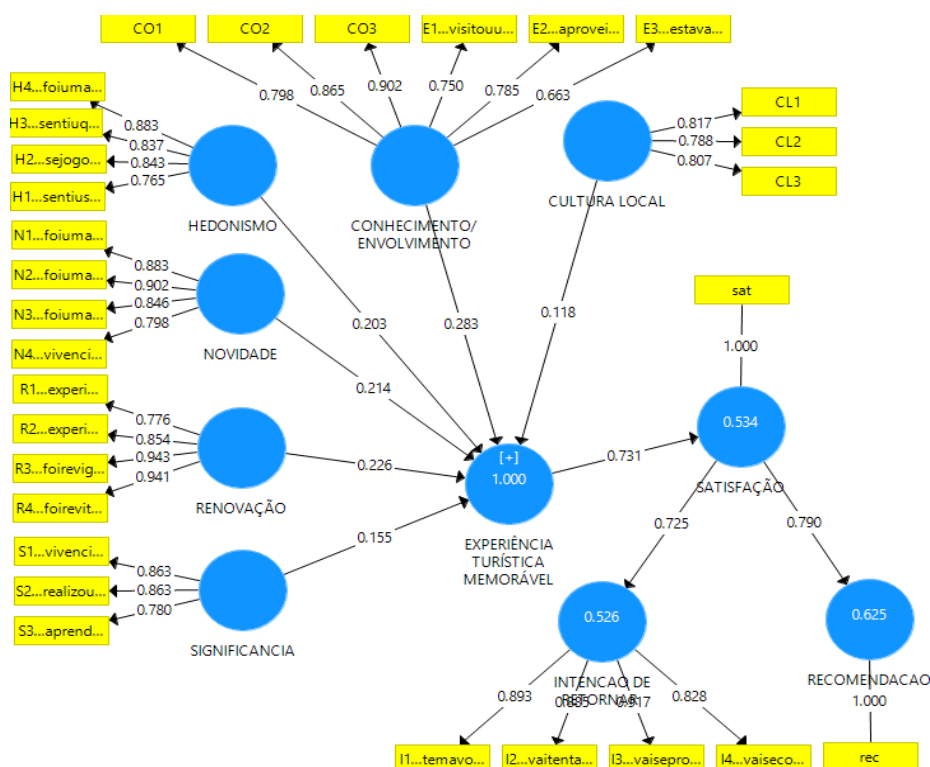 CO1
CO2
CO3
E1...visitouu...
E2...aprovei...
E3...estava...
0.798
0.865
0.902
0.750
0.785
0.663
H4...foiuma...
H3...sentiuq...
H2...sejogo...
H1...sentius...
0.883
0.837
0.843
0.765
HEDONISMO
CONHECIMENTO/
ENVOLVIMENTO
CULTURA LOCAL
0.817
0.788
0.807
CL1
CL2
CL3
N1...foiuma...
N2...foiuma...
N3...foiuma...
N4...vivenci...
0.883
0.902
0.846
0.798
NOVIDADE
0.203
0.283
0.118
0.214
sat
1.000
R1...experi...
R2...experi...
R3...foirevig...
R4...foirevit...
0.776
0.854
0.943
0.941
RENOVAÇÃO
0.226
[+]
1.000
EXPERIÊNCIA
TURÍSTICA
MEMORÁVEL
0.731
0.534
SATISFAÇÃO
S1...vivenci...
S2...realizou...
S3...aprend...
0.863
0.863
0.780
SIGNIFICANCIA
0.155
0.725
0.790
0.526
INTENCAO DE
RETORNAR
0.625
RECOMENDACAO
0.893
0.917
0.828
1.000
I1...temavo...
I2...vaitenta...
I3...vaisepro...
I4...vaiseco...
rec